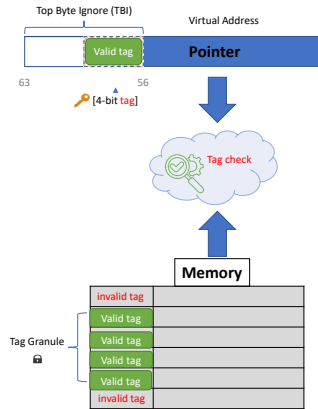 Top Byte Ignore (TBI)
Virtual Address
Valid tag
Pointer
63
56
[4-bit tag]
Tag check
Memory
invalid tag
Valid tag
Valid tag
Tag Granule
Valid tag
Valid tag
invalid tag